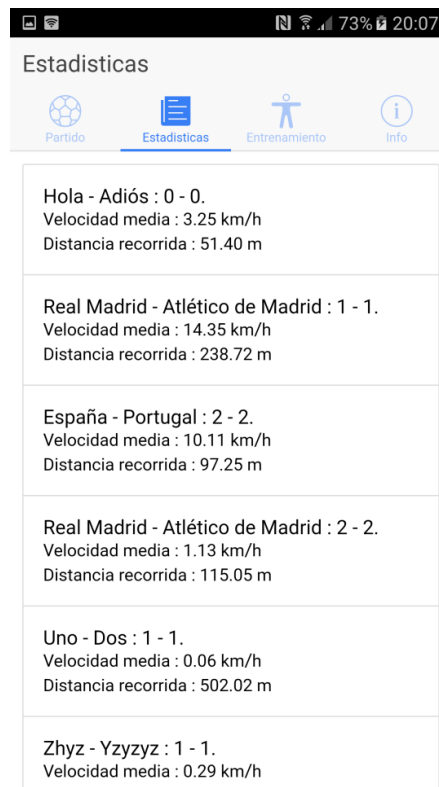 73% 20:07
Estadisticas
Partido Estadisticas Entrenamiento Info
Hola - Adiós : 0 - 0.
Velocidad media : 3.25 km/h
Distancia recorrida : 51.40 m
Real Madrid - Atlético de Madrid : 1 - 1.
Velocidad media : 14.35 km/h
Distancia recorrida : 238.72 m
España - Portugal : 2 - 2.
Velocidad media : 10.11 km/h
Distancia recorrida : 97.25 m
Real Madrid - Atlético de Madrid : 2 - 2.
Velocidad media : 1.13 km/h
Distancia recorrida : 115.05 m
Uno - Dos : 1 - 1.
Velocidad media : 0.06 km/h
Distancia recorrida : 502.02 m
Zhyz - Yzyzyz : 1 - 1.
Velocidad media : 0.29 km/h